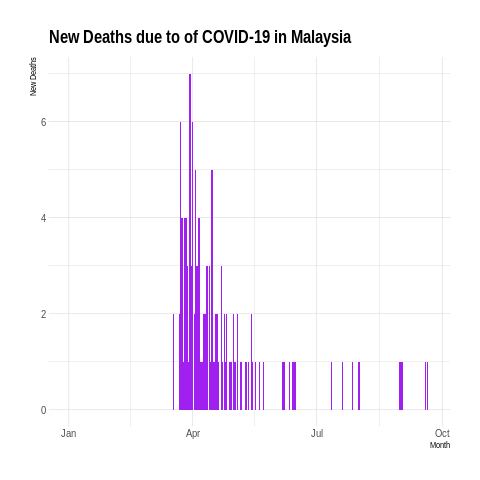 New Deaths due to of COVID-19 in Malaysia
New Deaths
6
4
2
0
Jan Apr Jul Oct
Month